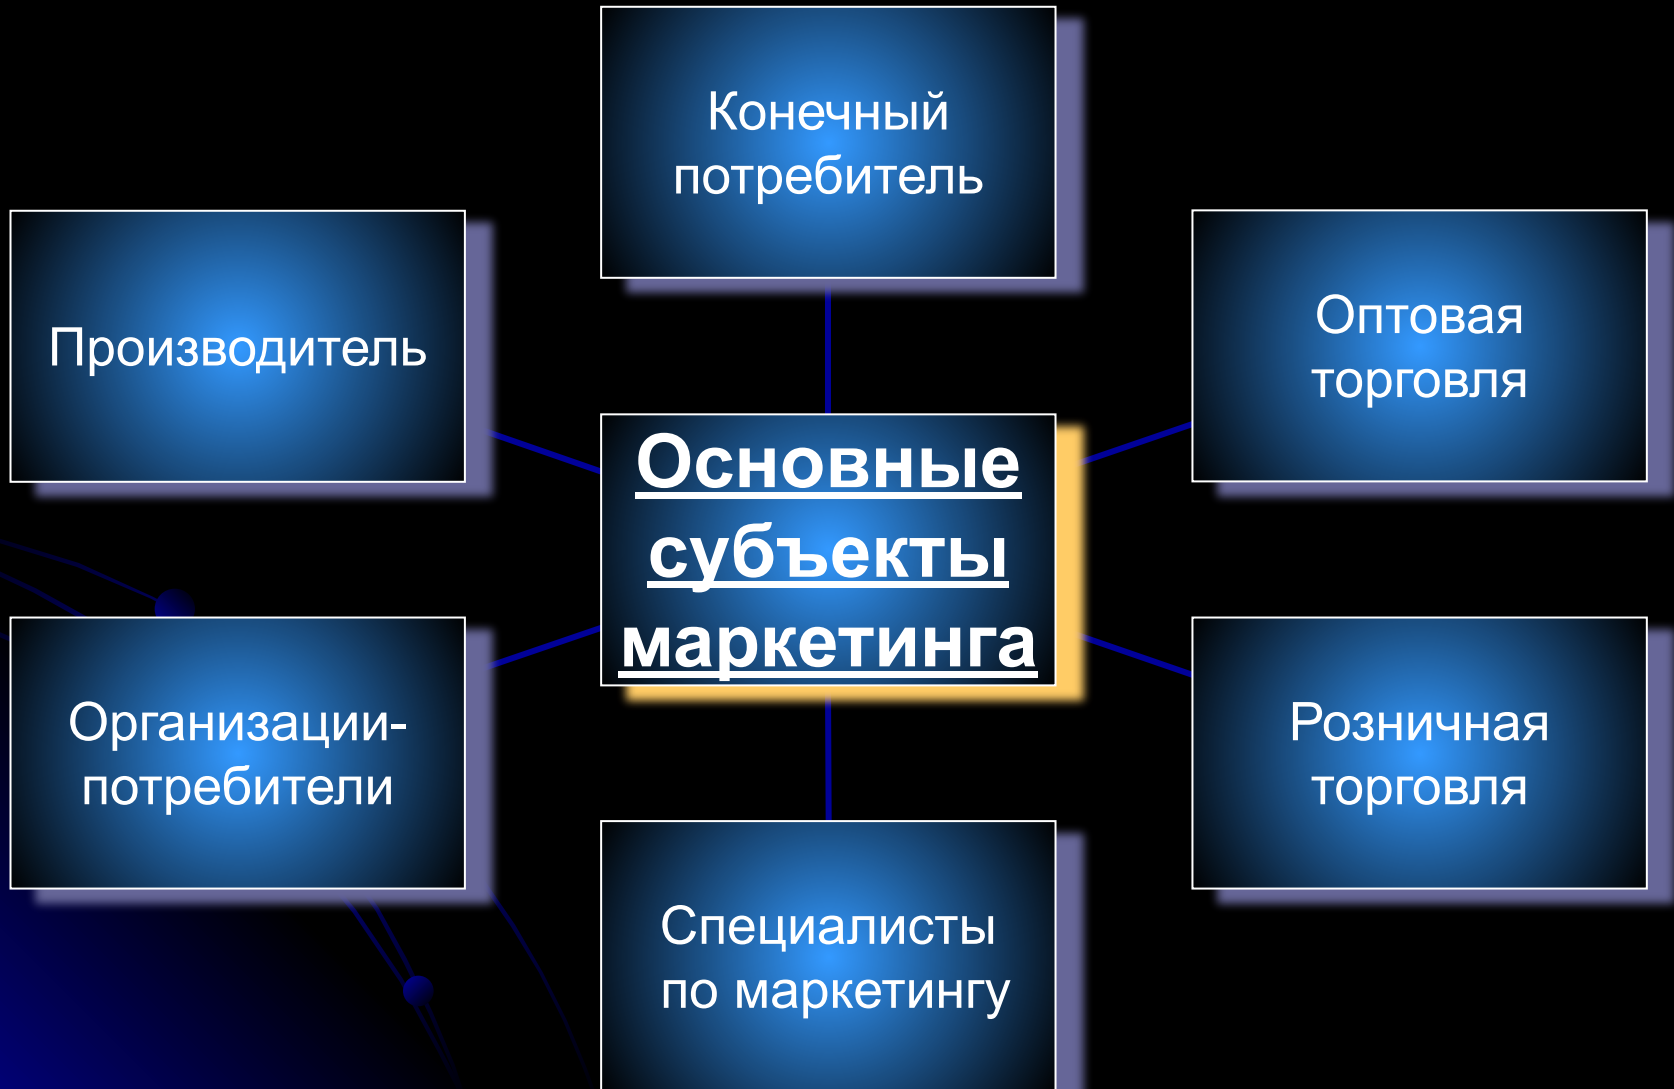 Конечный
потребитель
Производитель
Оптовая
торговля
Основные
субъекты
маркетинга
Организации-
потребители
Розничная
торговля
Специалисты
по маркетингу